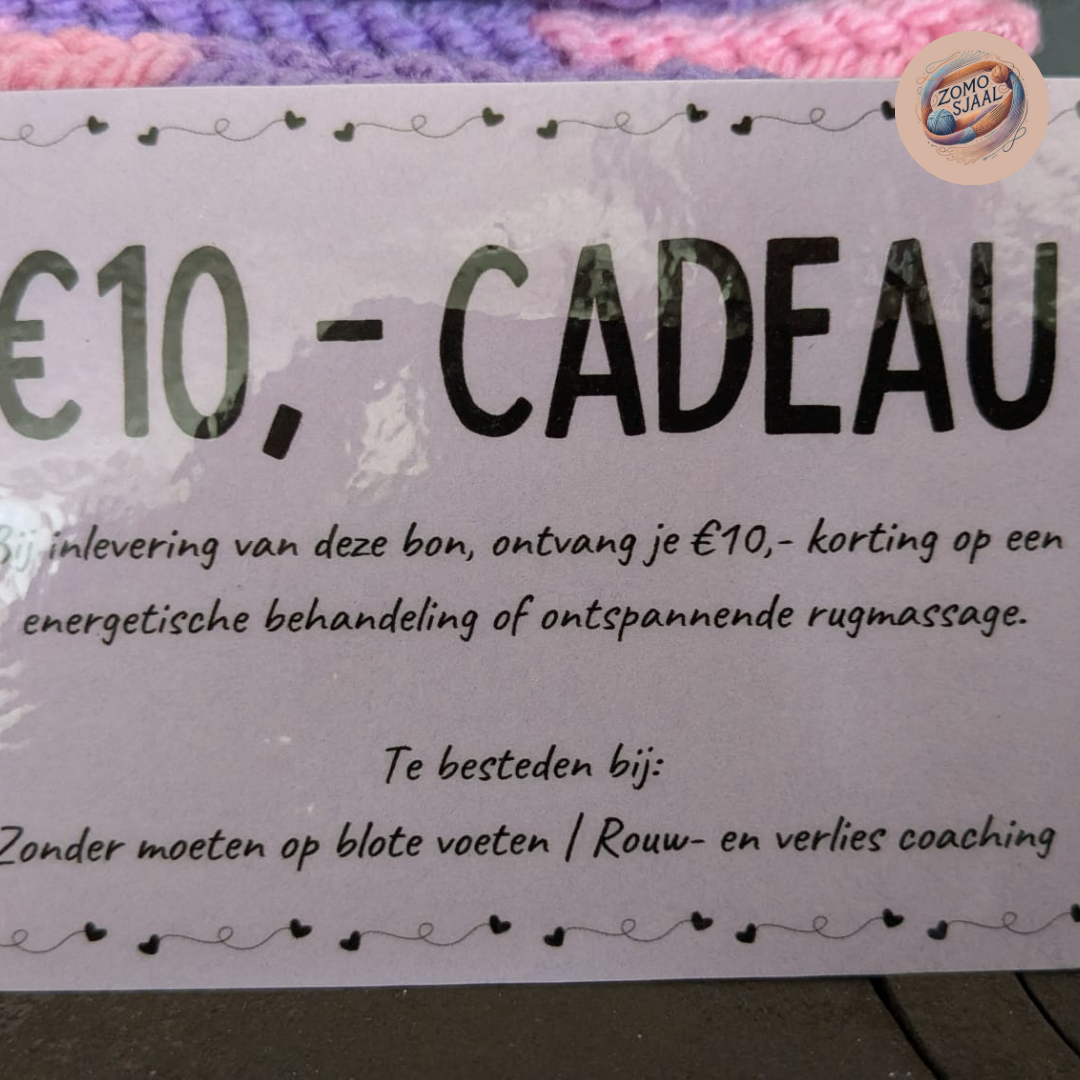 ZOMO
SJAAL
€10,- CADEAU
Bij inlevering van deze bon, ontvang je €10,- korting op een
energetische behandeling of ontspannende rugmassage.
Te besteden bij:
Zonder moeten op blote voeten | Rouw- en verlies coaching